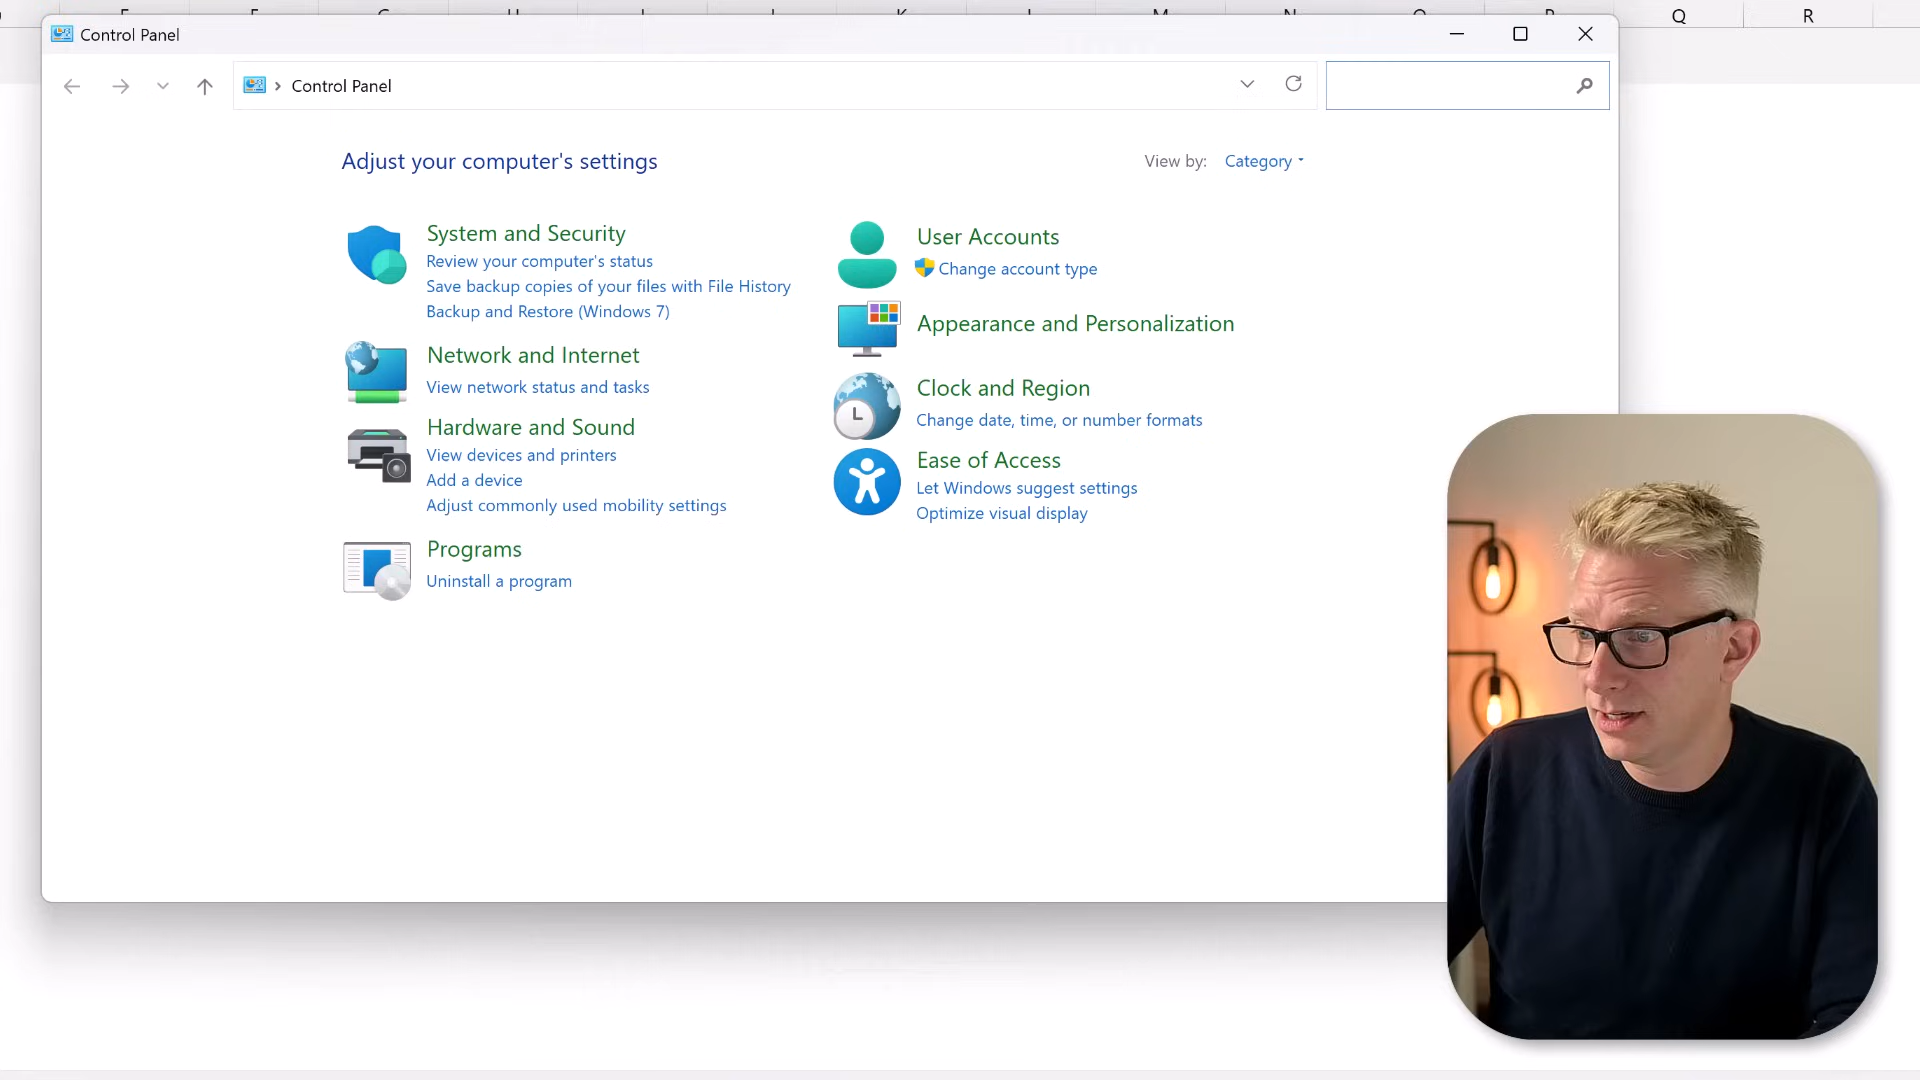 Q R
Control Panel
Control Panel
Adjust your computer's settings
View by: Category
System and Security
Review your computer's status
Save backup copies of your files with File History
Backup and Restore (Windows 7)
Network and Internet
View network status and tasks
Hardware and Sound
View devices and printers
Add a device
Adjust commonly used mobility settings
Programs
Uninstall a program
User Accounts
Change account type
Appearance and Personalization
Clock and Region
Change date, time, or number formats
Ease of Access
Let Windows suggest settings
Optimize visual display